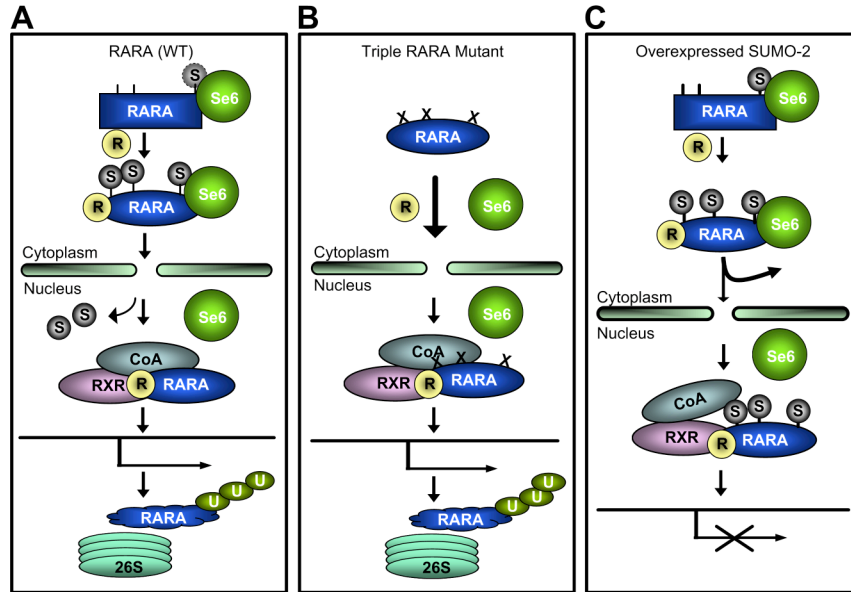 A
RARA (WT)
S
Se6
RARA
R
S
S
S
R
RARA
Se6
Cytoplasm
Nucleus
S
S
Se6
CoA
RXR
R
RARA
U
U
U
RARA
26S
B
Triple RARA Mutant
X
X
X
RARA
R
Se6
Cytoplasm
Nucleus
Se6
CoA
X
X
X
RXR
R
RARA
U
U
U
RARA
26S
C
Overexpressed SUMO-2
S
Se6
RARA
R
S
S
S
R
RARA
Se6
Cytoplasm
Nucleus
Se6
CoA
S
S
S
RXR
R
RARA